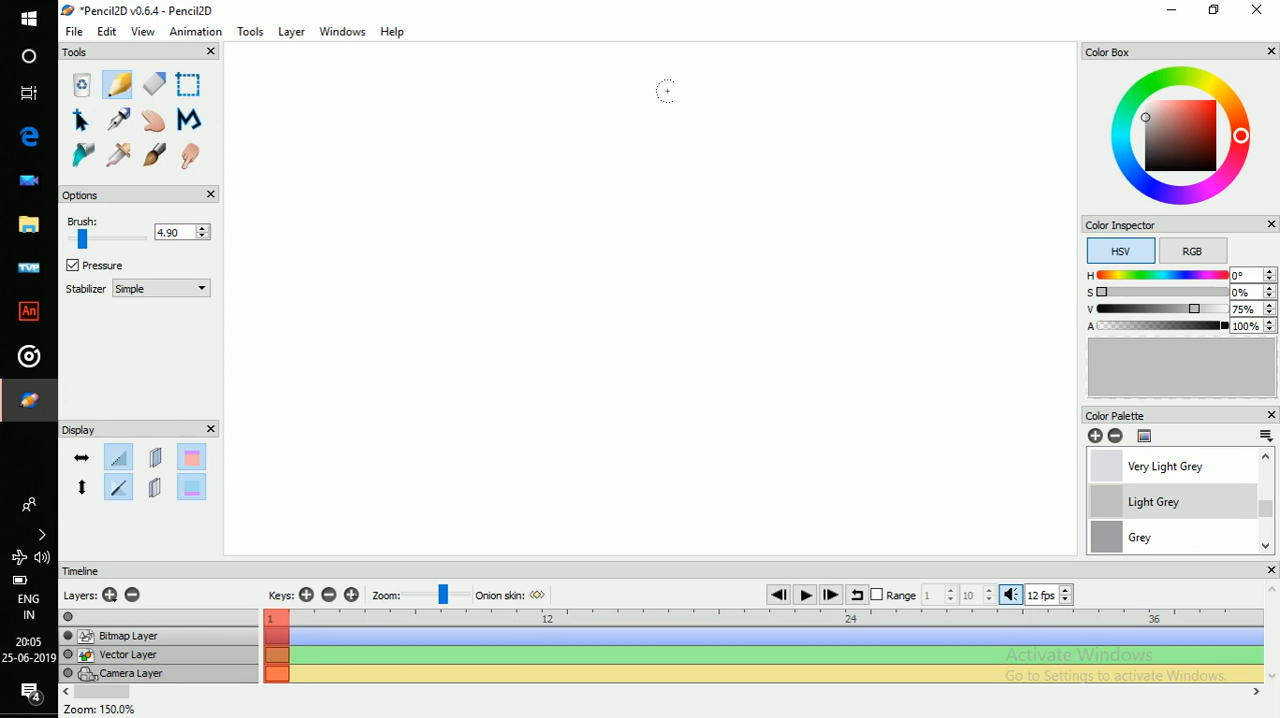 *Pencil2D v0.6.4 - Pencil2D
File Edit View Animation Tools Layer Windows Help
Tools
Color Box
Options
Brush:
4.90
Pressure
Stabilizer Simple
Color Inspector
HSV RGB
H 0°
S 0%
V 75%
A 100%
Color Palette
Very Light Grey
Light Grey
Grey
Display
TVP
An
ENG
IN
20:05
25-06-2019
4
Timeline
Layers: Keys: Zoom: Onion skin: Range 1 10 12 fps
1 12 24 36
Bitmap Layer
Vector Layer
Camera Layer
Activate Windows
Go to Settings to activate Windows.
Zoom: 150.0%